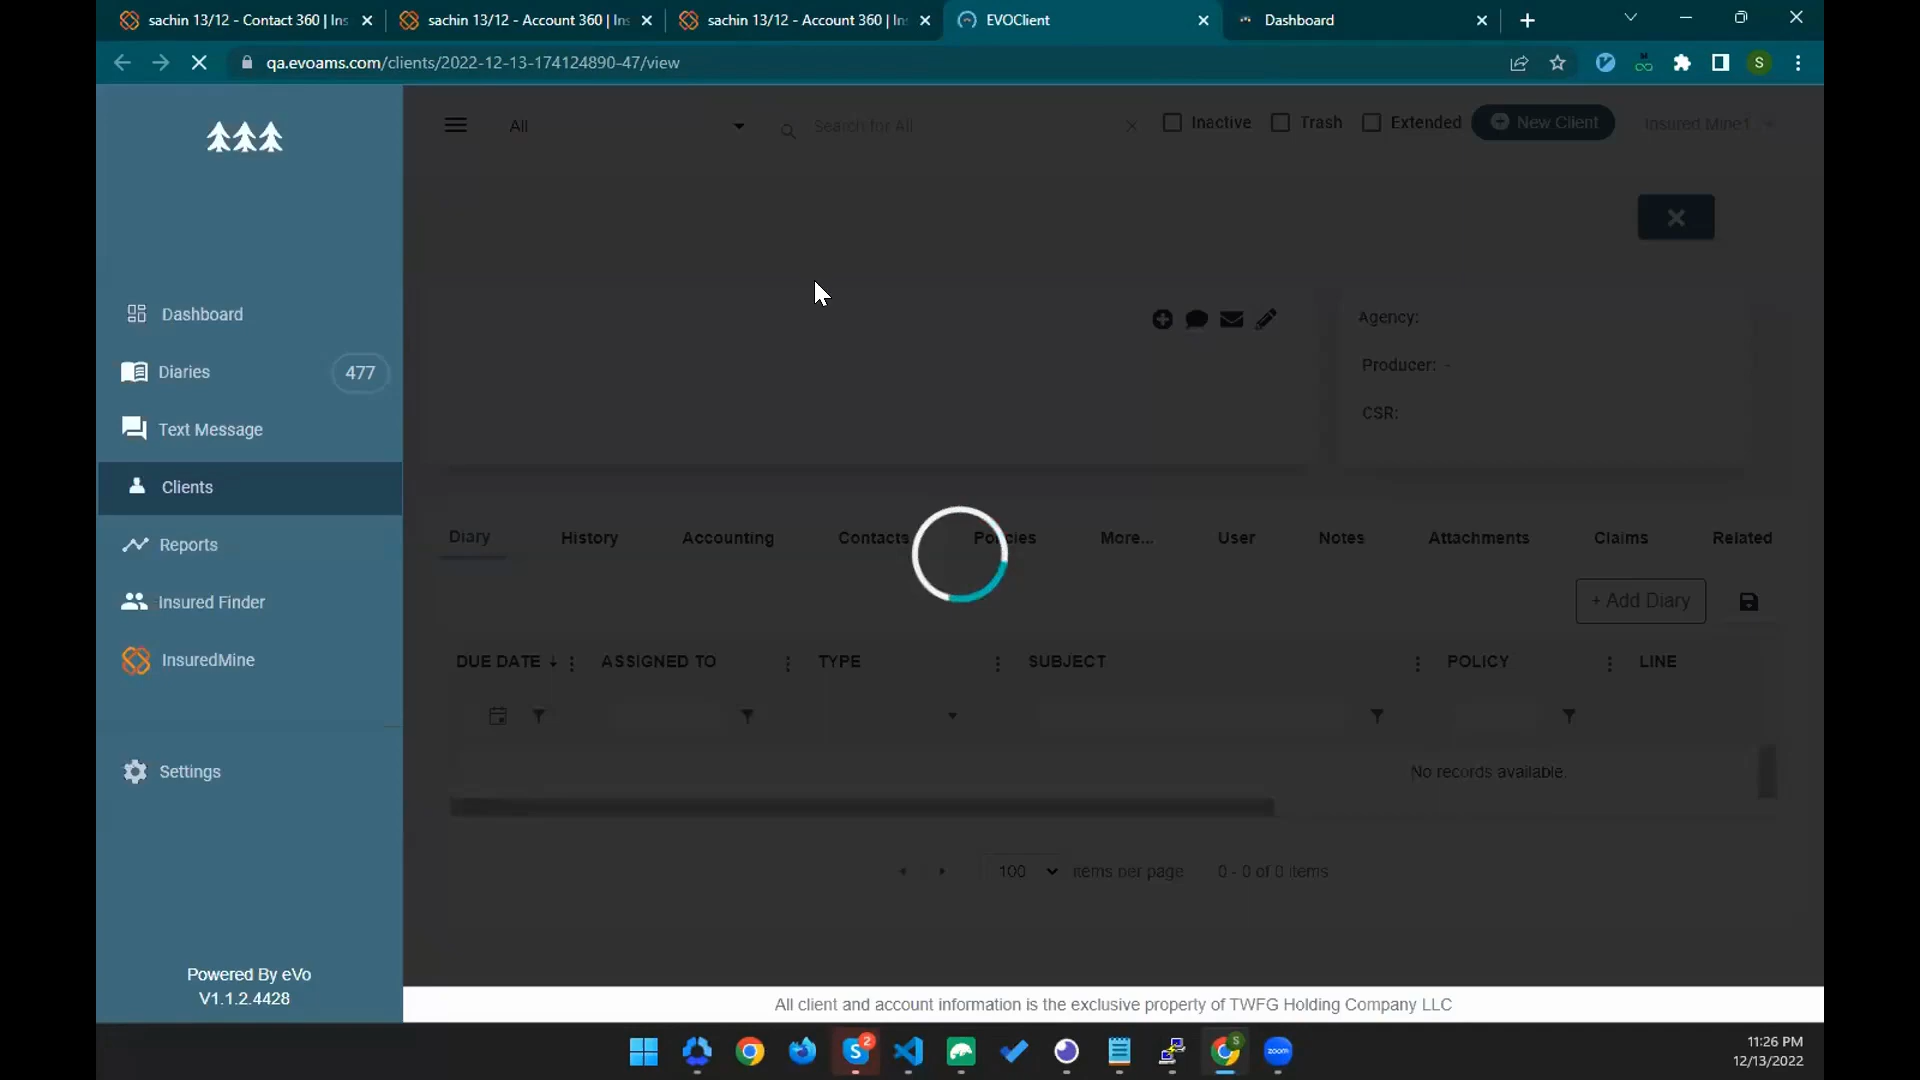 sachin 13/12 - Contact 360 | Ins
sachin 13/12 - Account 360 | Ins
sachin 13/12 - Account 360 | Ins
EVOClient
Dashboard
qa.evoams.com/clients/2022-12-13-174124890-47/view
S
All
Search for All
Inactive
Trash
Extended
New Client
Insured Mine1...
Dashboard
Diaries
477
Text Message
Clients
Reports
Insured Finder
InsuredMine
Settings
Powered By eVo
V1.1.2.4428
Agency:
Producer: -
CSR:
Diary
History
Accounting
Contacts
Policies
More...
User
Notes
Attachments
Claims
Related
+ Add Diary
DUE DATE
ASSIGNED TO
TYPE
SUBJECT
POLICY
LINE
No records available.
100
items per page
0 - 0 of 0 items
All client and account information is the exclusive property of TWFG Holding Company LLC
2
S
zoom
11:26 PM
12/13/2022